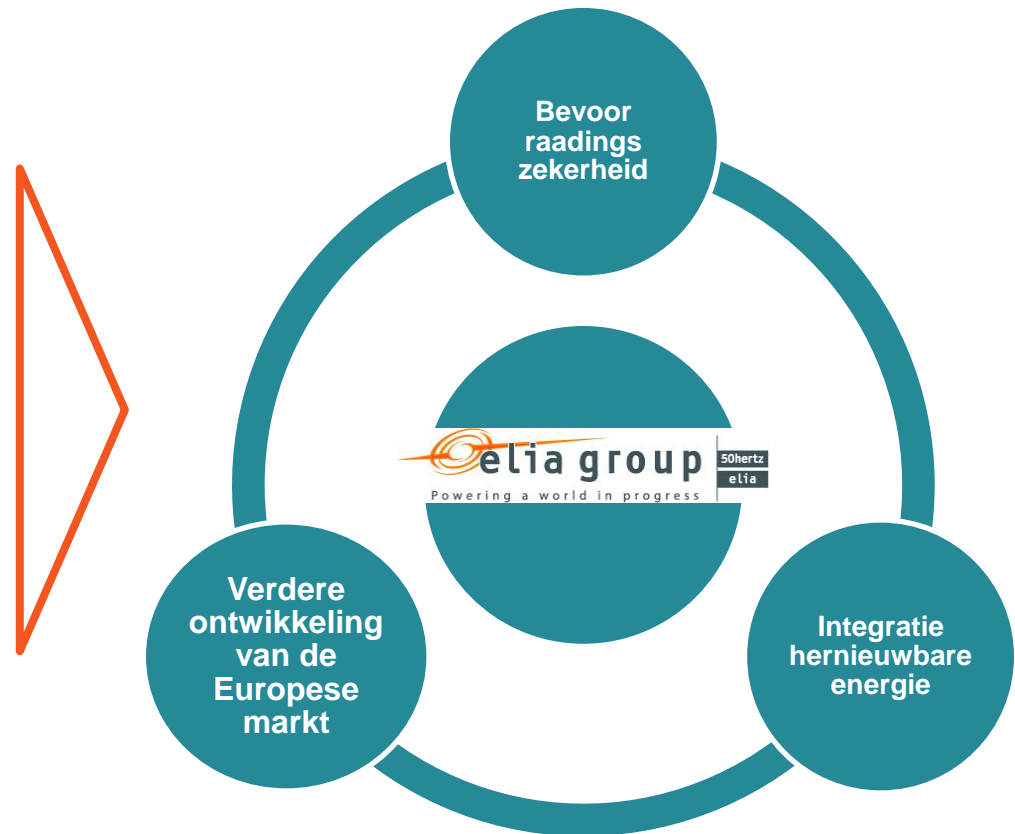 Bevoor
raadings
zekerheid
elia group
50hertz
elia
Powering a world in progress
Verdere
ontwikkeling
van de
Europese
markt
Integratie
hernieuwbare
energie